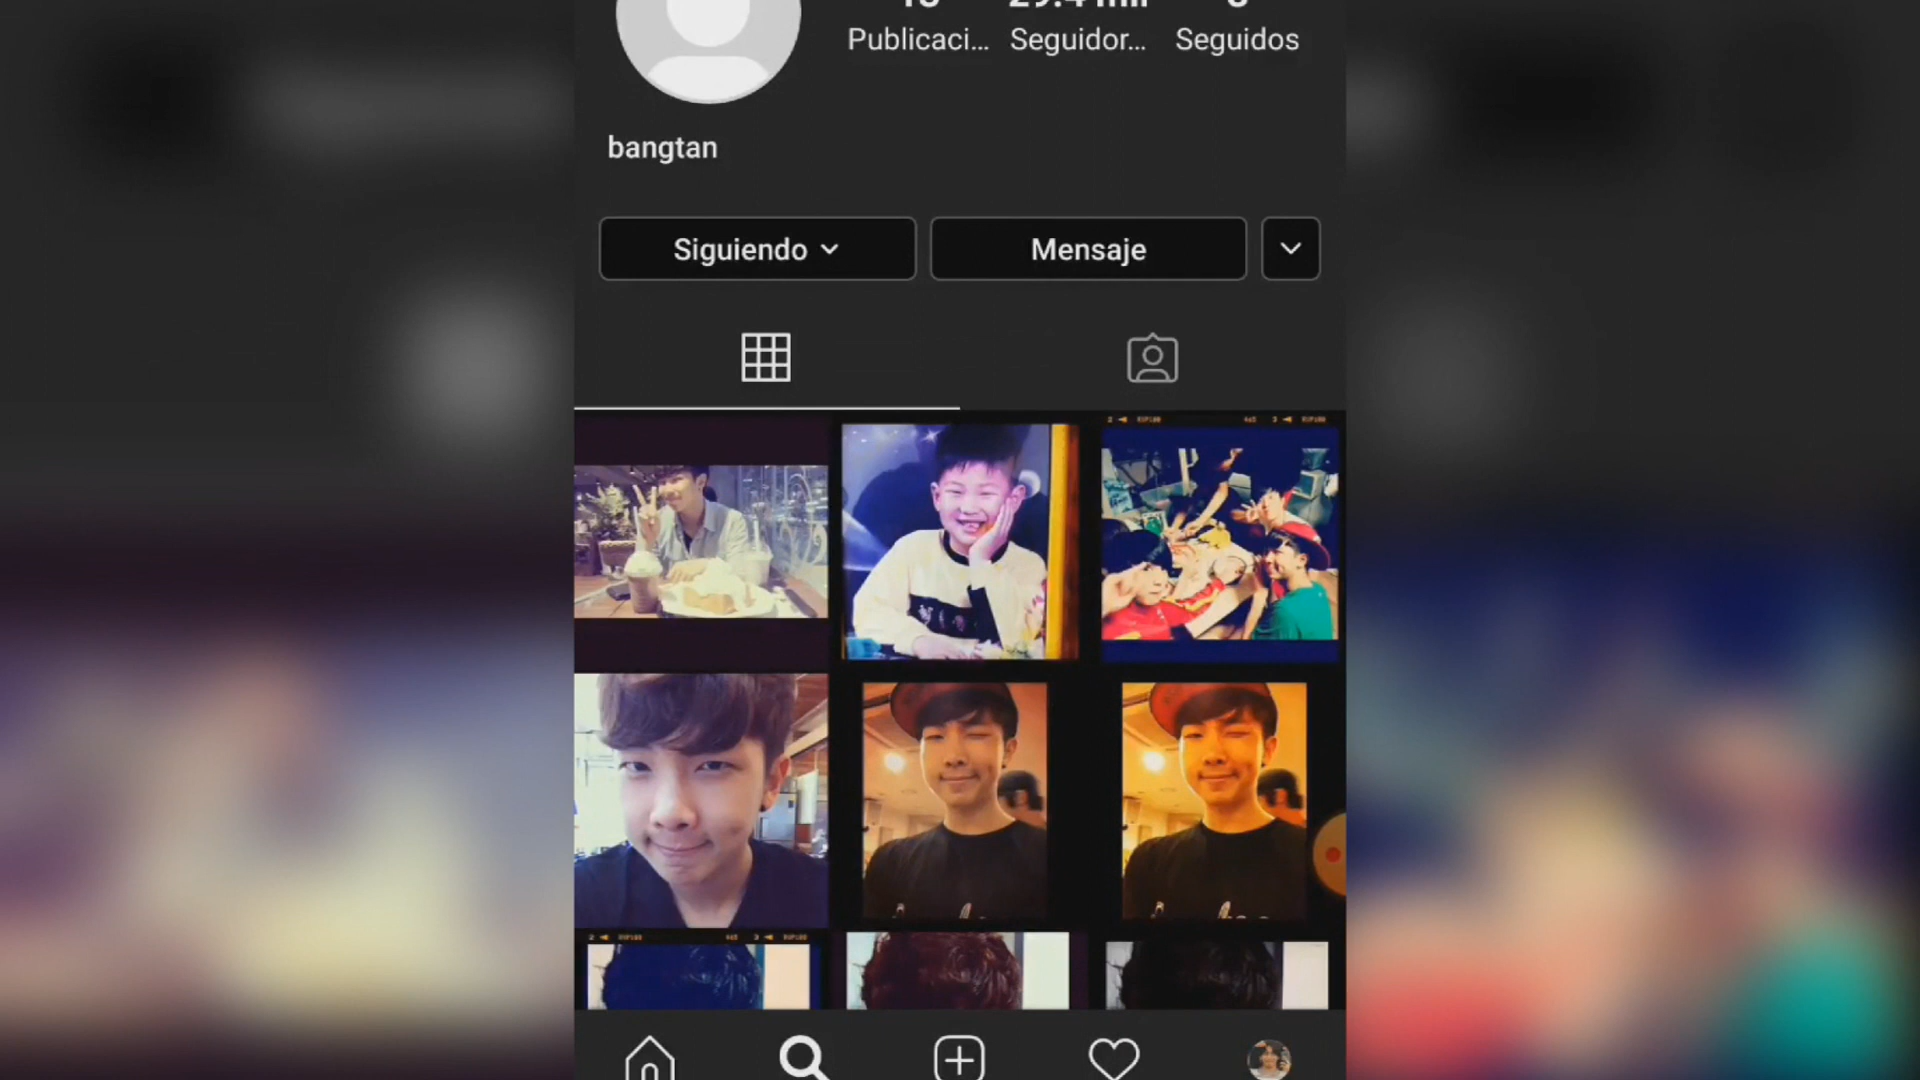 Publicaci... Seguidor... Seguidos
bangtan
Siguiendo Mensaje